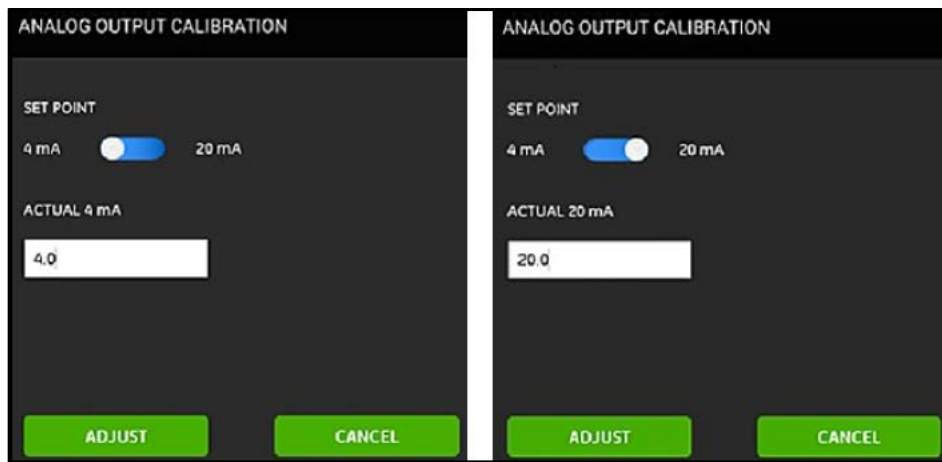 ANALOG OUTPUT CALIBRATION
SET POINT
4 mA 20 mA
ACTUAL 4 mA
4.0
ADJUST CANCEL
ANALOG OUTPUT CALIBRATION
SET POINT
4 mA 20 mA
ACTUAL 20 mA
20.0
ADJUST CANCEL